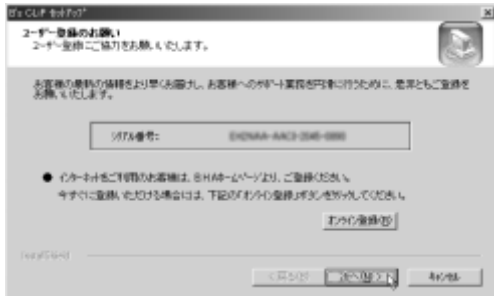 B's CLiP セットアップ
ユーザー登録のお願い
ユーザー登録にご協力をお願いいたします。
お客様の最新の情報をより早くお届けし、お客様へのサポート業務を円滑に行うために、是非ともご登録を
お願いいたします。
シリアル番号:
● インターネットをご利用のお客様は、B.H.Aホームページより、ご登録ください。
今すぐに登録いただける場合には、下記の「オンライン登録」ボタンをクリックしてください。
オンライン登録(R)
InstallShield
< 戻る(B)
次へ(N) >
キャンセル